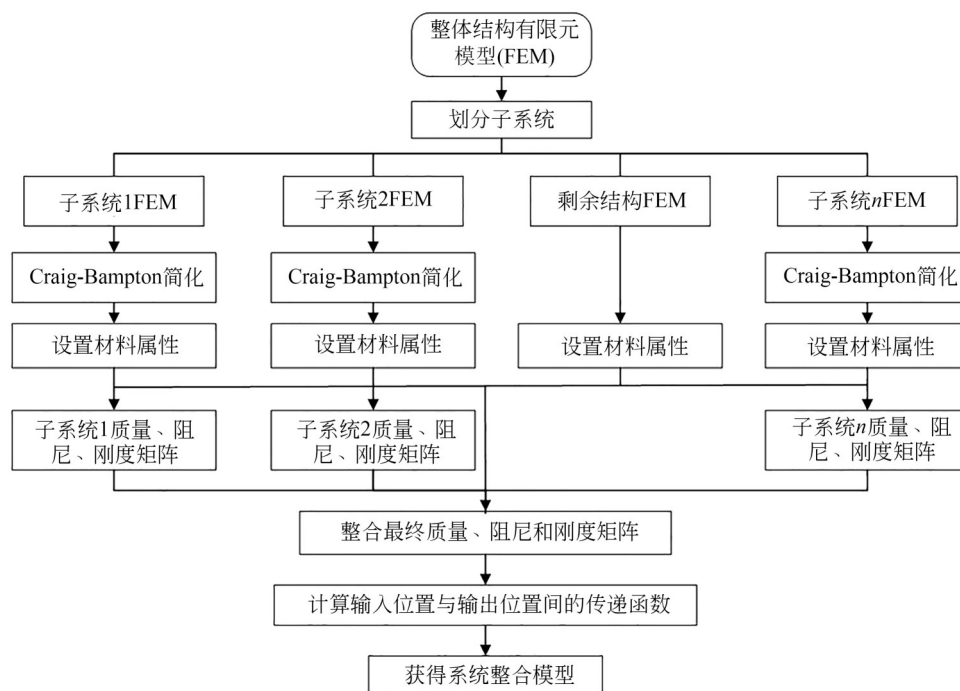 整体结构有限元
模型(FEM)
划分子系统
子系统1FEM
子系统2FEM
剩余结构FEM
子系统nFEM
Craig-Bampton简化
Craig-Bampton简化
Craig-Bampton简化
设置材料属性
设置材料属性
设置材料属性
设置材料属性
子系统1质量、阻
尼、刚度矩阵
子系统2质量、阻
尼、刚度矩阵
子系统n质量、阻
尼、刚度矩阵
整合最终质量、阻尼和刚度矩阵
计算输入位置与输出位置间的传递函数
获得系统整合模型